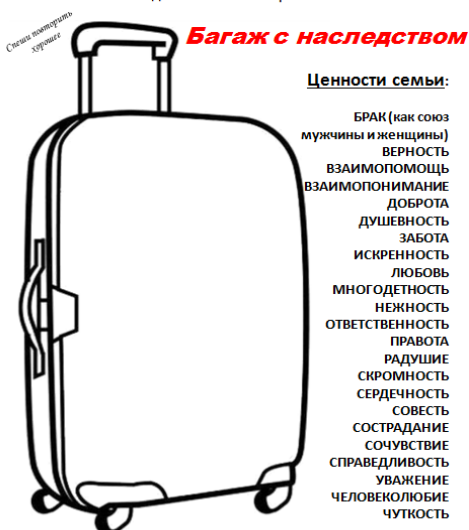 Спеши повторить
хорошее
Багаж с наследством
Ценности семьи:
БРАК (как союз
мужчины и женщины)
ВЕРНОСТЬ
ВЗАИМОПОМОЩЬ
ВЗАИМОПОНИМАНИЕ
ДОБРОТА
ДУШЕВНОСТЬ
ЗАБОТА
ИСКРЕННОСТЬ
ЛЮБОВЬ
МНОГОДЕТНОСТЬ
НЕЖНОСТЬ
ОТВЕТСТВЕННОСТЬ
ПРАВОТА
РАДУШИЕ
СКРОМНОСТЬ
СЕРДЕЧНОСТЬ
СОВЕСТЬ
СОСТРАДАНИЕ
СОЧУВСТВИЕ
СПРАВЕДЛИВОСТЬ
УВАЖЕНИЕ
ЧЕЛОВЕКОЛЮБИЕ
ЧУТКОСТЬ